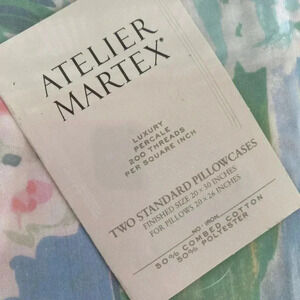 ATELIER
MARTEX®
LUXURY
PERCALE
200 THREADS
PER SQUARE INCH
TWO STANDARD PILLOWCASES
FINISHED SIZE 20 x 30 INCHES
FOR PILLOWS 20 x 26 INCHES
NO-IRON
50% COMBED COTTON
50% POLYESTER